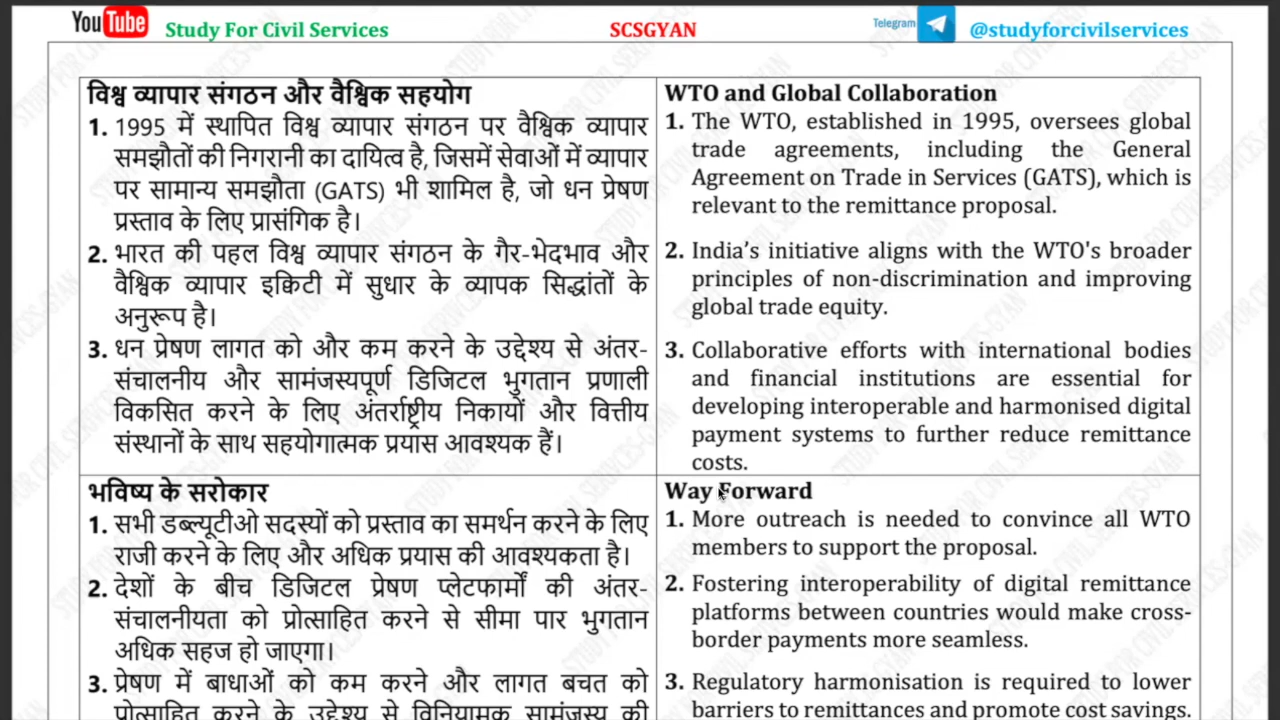 YouTube Study For Civil Services SCSGYAN Telegram @studyforcivilservices
विश्व व्यापार संगठन और वैश्विक सहयोग
1. 1995 में स्थापित विश्व व्यापार संगठन पर वैश्विक व्यापार
समझौतों की निगरानी का दायित्व है, जिसमें सेवाओं में व्यापार
पर सामान्य समझौता (GATS) भी शामिल है, जो धन प्रेषण
प्रस्ताव के लिए प्रासंगिक है।
2. भारत की पहल विश्व व्यापार संगठन के गैर-भेदभाव और
वैश्विक व्यापार इक्विटी में सुधार के व्यापक सिद्धांतों के
अनुरूप है।
3. धन प्रेषण लागत को और कम करने के उद्देश्य से अंतर-
संचालनीय और सामंजस्यपूर्ण डिजिटल भुगतान प्रणाली
विकसित करने के लिए अंतर्राष्ट्रीय निकायों और वित्तीय
संस्थानों के साथ सहयोगात्मक प्रयास आवश्यक हैं।
WTO and Global Collaboration
1. The WTO, established in 1995, oversees global
trade agreements, including the General
Agreement on Trade in Services (GATS), which is
relevant to the remittance proposal.
2. India’s initiative aligns with the WTO's broader
principles of non-discrimination and improving
global trade equity.
3. Collaborative efforts with international bodies
and financial institutions are essential for
developing interoperable and harmonised digital
payment systems to further reduce remittance
costs.
भविष्य के सरोकार
1. सभी डब्ल्यूटीओ सदस्यों को प्रस्ताव का समर्थन करने के लिए
राजी करने के लिए और अधिक प्रयास की आवश्यकता है।
2. देशों के बीच डिजिटल प्रेषण प्लेटफार्मों की अंतर-
संचालनीयता को प्रोत्साहित करने से सीमा पार भुगतान
अधिक सहज हो जाएगा।
3. प्रेषण में बाधाओं को कम करने और लागत बचत को
प्रोत्साहित करने के उद्देश्य से विनियामक सामंजस्य की
Way Forward
1. More outreach is needed to convince all WTO
members to support the proposal.
2. Fostering interoperability of digital remittance
platforms between countries would make cross-
border payments more seamless.
3. Regulatory harmonisation is required to lower
barriers to remittances and promote cost savings.